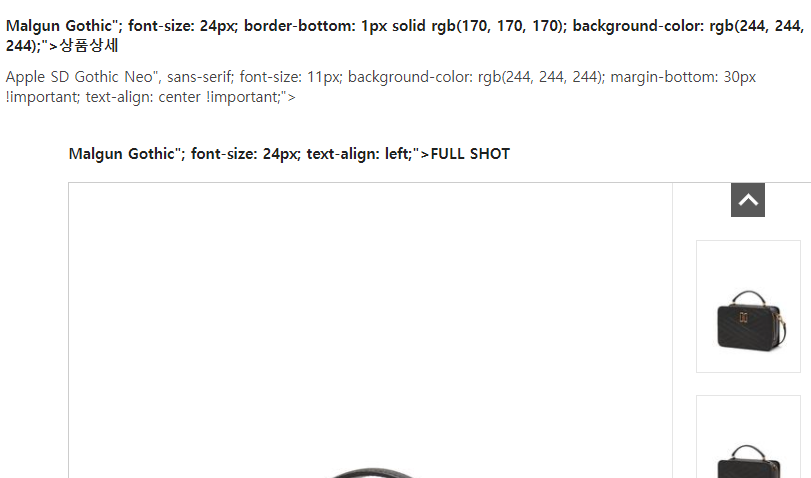 Malgun Gothic"; font-size: 24px; border-bottom: 1px solid rgb(170, 170, 170); background-color: rgb(244, 244,
244);">상품상세
Apple SD Gothic Neo", sans-serif; font-size: 11px; background-color: rgb(244, 244, 244); margin-bottom: 30px
!important; text-align: center !important;">
Malgun Gothic"; font-size: 24px; text-align: left;">FULL SHOT